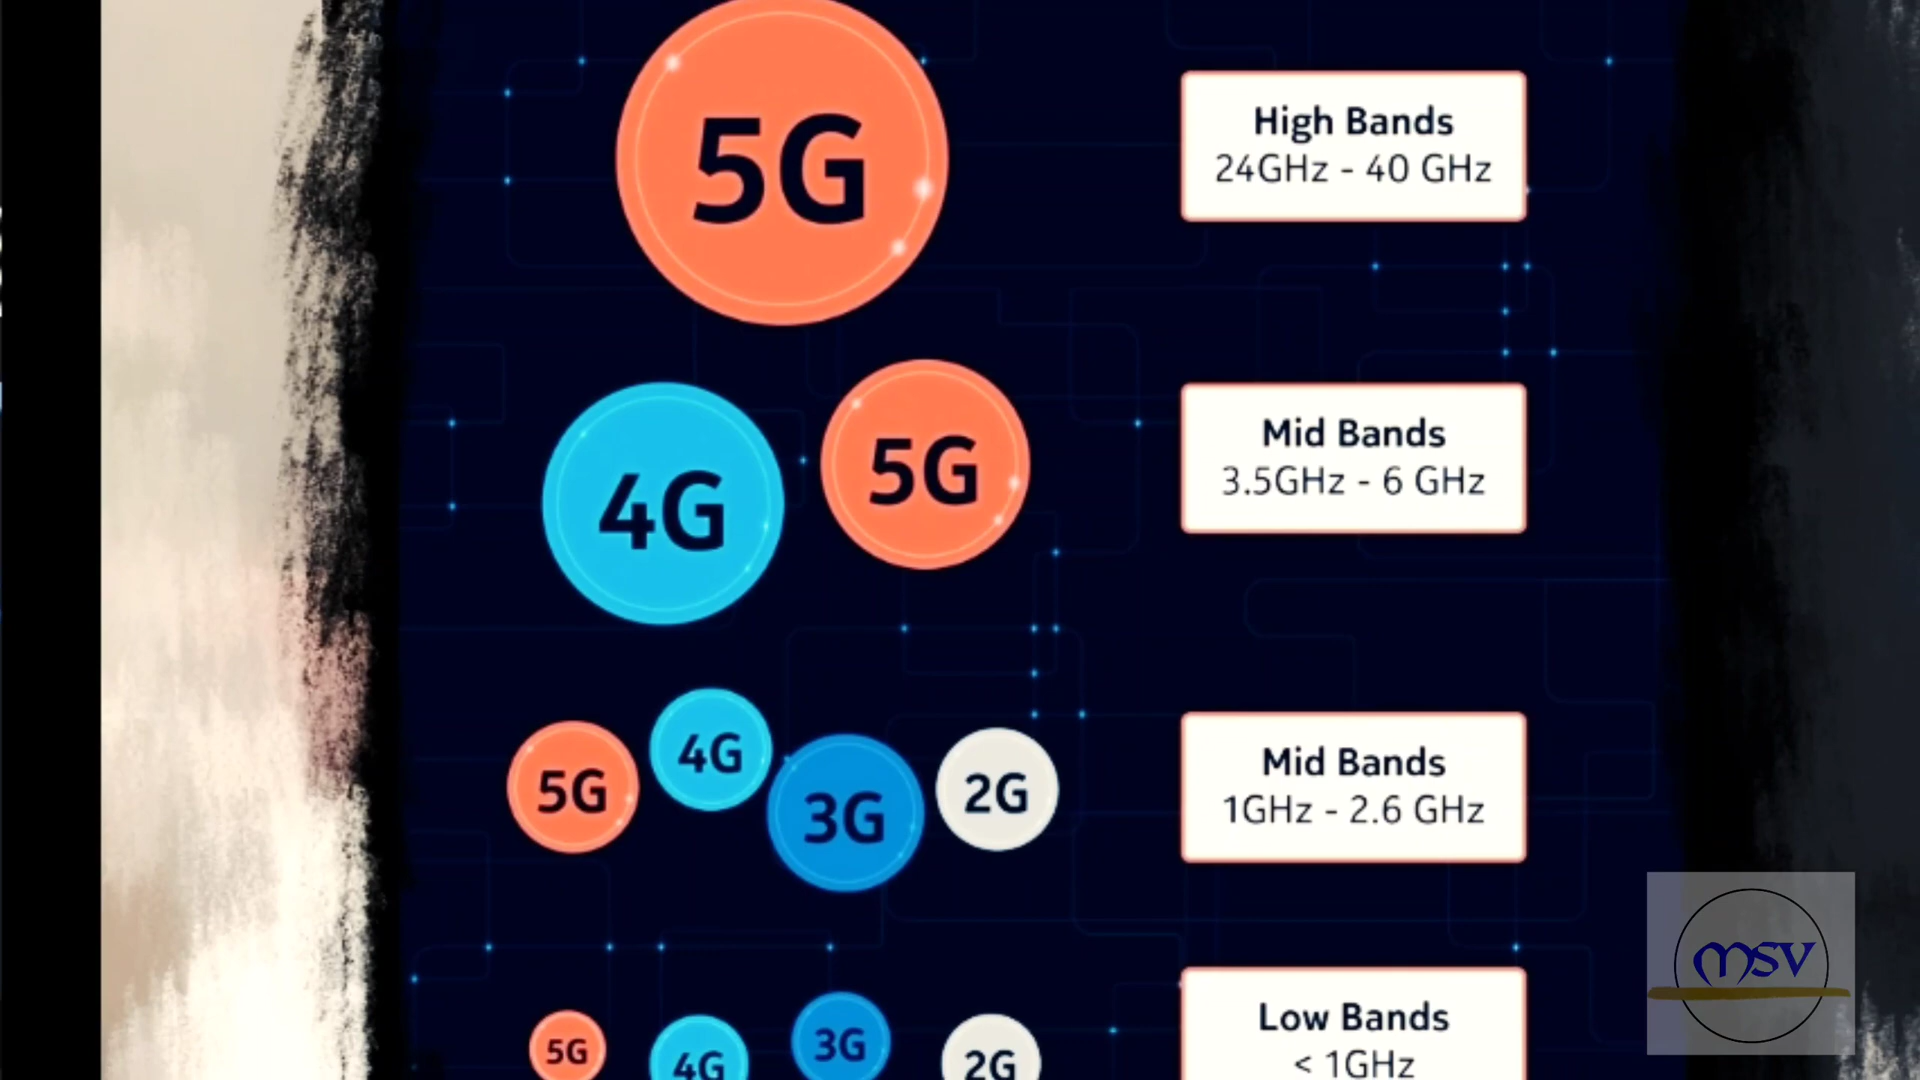 5G
High Bands
24GHz - 40 GHz
4G
5G
Mid Bands
3.5GHz - 6 GHz
5G
4G
3G
2G
Mid Bands
1GHz - 2.6 GHz
5G
4G
3G
2G
Low Bands
< 1GHz
MSV